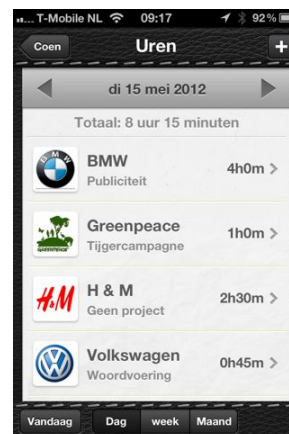 ... T-Mobile NL 09:17 92%
Coen Uren +
di 15 mei 2012
Totaal: 8 uur 15 minuten
BMW
Publiciteit
4h0m >
GREENPEACE
Greenpeace
Tijgercampagne
1h0m >
H&M
H & M
Geen project
2h30m >
Volkswagen
Woordvoering
0h45m >
Vandaag Dag week Maand